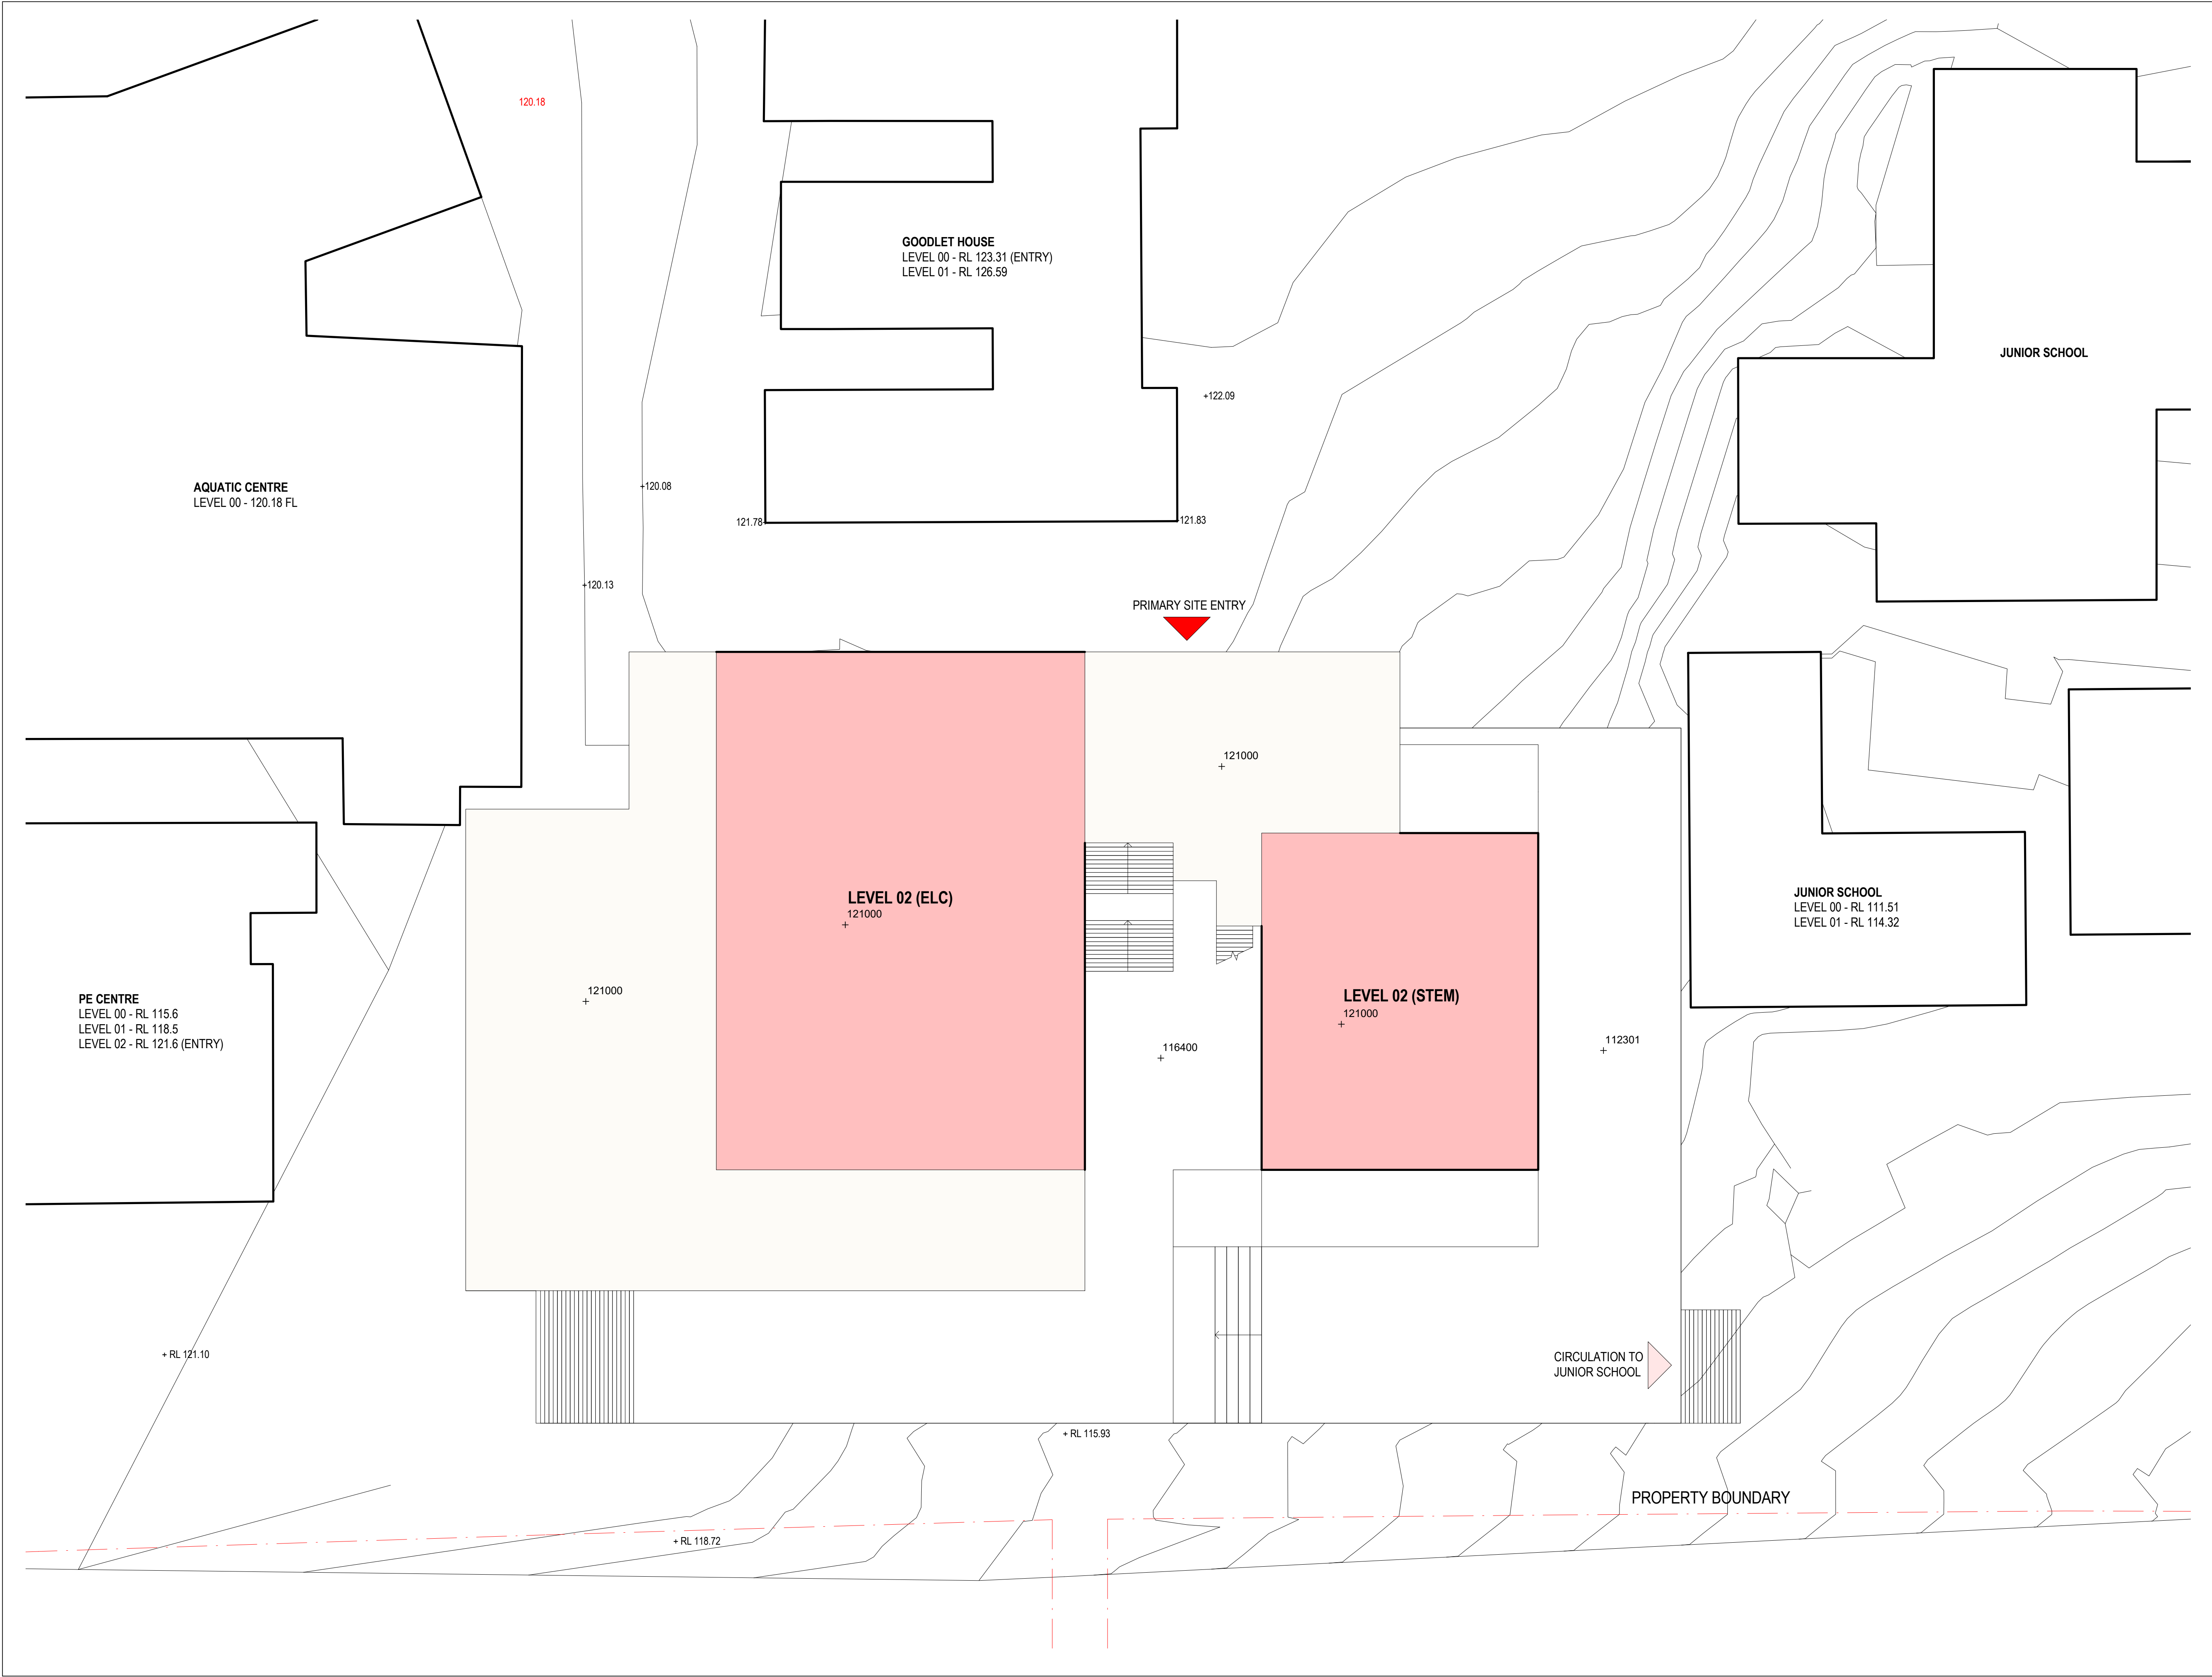 120.18
GOODLET HOUSE
LEVEL 00 - RL 123.31 (ENTRY)
LEVEL 01 - RL 126.59
JUNIOR SCHOOL
+122.09
AQUATIC CENTRE
LEVEL 00 - 120.18 FL
+120.08
121.78
121.83
+120.13
PRIMARY SITE ENTRY
121000
LEVEL 02 (ELC)
121000
JUNIOR SCHOOL
LEVEL 00 - RL 111.51
LEVEL 01 - RL 114.32
PE CENTRE
LEVEL 00 - RL 115.6
LEVEL 01 - RL 118.5
LEVEL 02 - RL 121.6 (ENTRY)
121000
LEVEL 02 (STEM)
121000
116400
112301
+ RL 121.10
CIRCULATION TO
JUNIOR SCHOOL
+ RL 115.93
PROPERTY BOUNDARY
+ RL 118.72